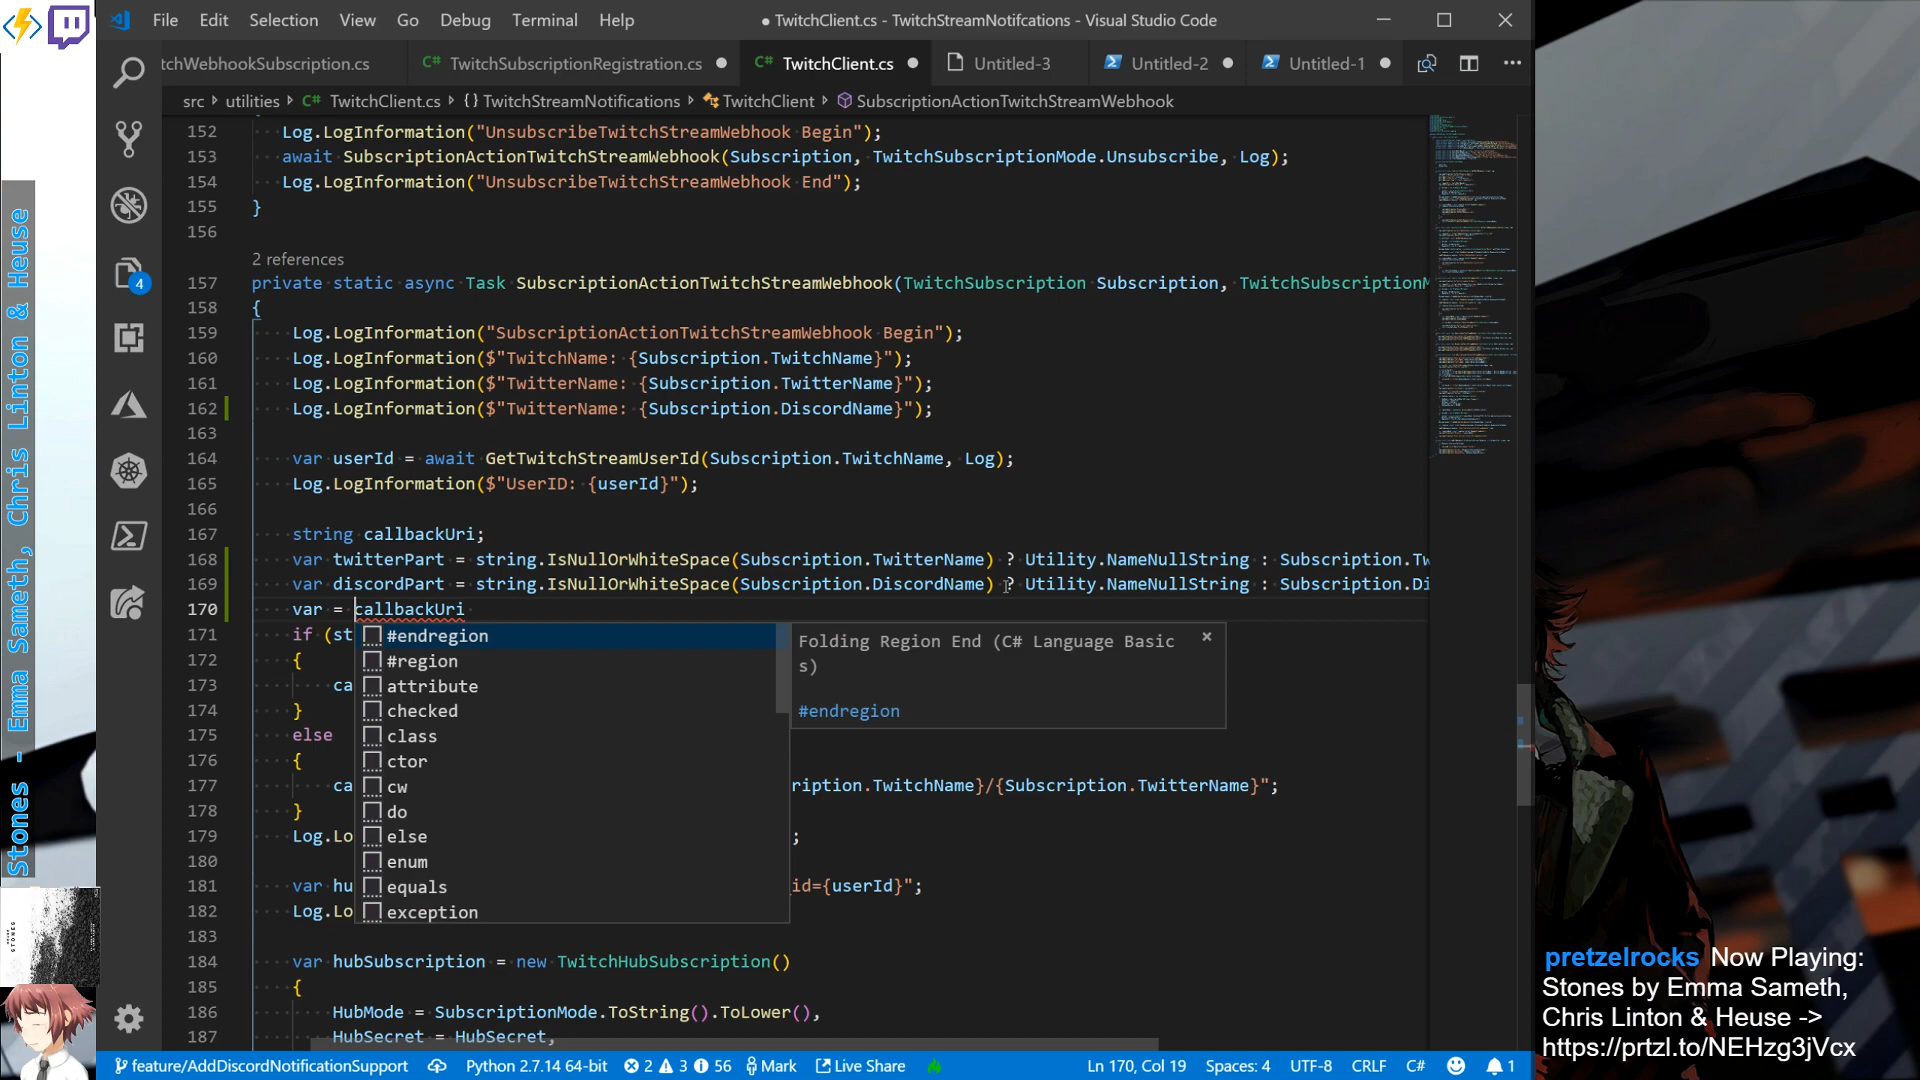 File Edit Selection View Go Debug Terminal Help
● TwitchClient.cs - TwitchStreamNotifcations - Visual Studio Code
tchWebhookSubscription.cs
C# TwitchSubscriptionRegistration.cs
C# TwitchClient.cs
Untitled-3
Untitled-2
Untitled-1
src > utilities > C# TwitchClient.cs > {} TwitchStreamNotifications > TwitchClient > SubscriptionActionTwitchStreamWebhook
152 Log.LogInformation("UnsubscribeTwitchStreamWebhook Begin");
153 await SubscriptionActionTwitchStreamWebhook(Subscription, TwitchSubscriptionMode.Unsubscribe, Log);
154 Log.LogInformation("UnsubscribeTwitchStreamWebhook End");
155 }
156
2 references
157 private static async Task SubscriptionActionTwitchStreamWebhook(TwitchSubscription Subscription, TwitchSubscriptionM
158 {
159 Log.LogInformation("SubscriptionActionTwitchStreamWebhook Begin");
160 Log.LogInformation($"TwitchName: {Subscription.TwitchName}");
161 Log.LogInformation($"TwitterName: {Subscription.TwitterName}");
162 Log.LogInformation($"TwitterName: {Subscription.DiscordName}");
163
164 var userId = await GetTwitchStreamUserId(Subscription.TwitchName, Log);
165 Log.LogInformation($"UserID: {userId}");
166
167 string callbackUri;
168 var twitterPart = string.IsNullOrWhiteSpace(Subscription.TwitterName) ? Utility.NameNullString : Subscription.Tw
169 var discordPart = string.IsNullOrWhiteSpace(Subscription.DiscordName) ? Utility.NameNullString : Subscription.Di
170 var = callbackUri
171 if (st
172 {
173 ca
174 }
175 else
176 {
177 ca ription.TwitchName}/{Subscription.TwitterName}";
178 }
179 Log.Lo ;
180
181 var hu id={userId}";
182 Log.Lo
183
184 var hubSubscription = new TwitchHubSubscription()
185 {
186 HubMode = SubscriptionMode.ToString().ToLower(),
187 HubSecret = HubSecret,
#endregion
#region
attribute
checked
class
ctor
cw
do
else
enum
equals
exception
Folding Region End (C# Language Basic
s)
#endregion
4
feature/AddDiscordNotificationSupport Python 2.7.14 64-bit 2 3 56 Mark Live Share Ln 170, Col 19 Spaces: 4 UTF-8 CRLF C# 1
Stones - Emma Sameth, Chris Linton & Heuse
STONES
pretzelrocks Now Playing:
Stones by Emma Sameth,
Chris Linton & Heuse ->
https://prtzl.to/NEHzg3jVcx